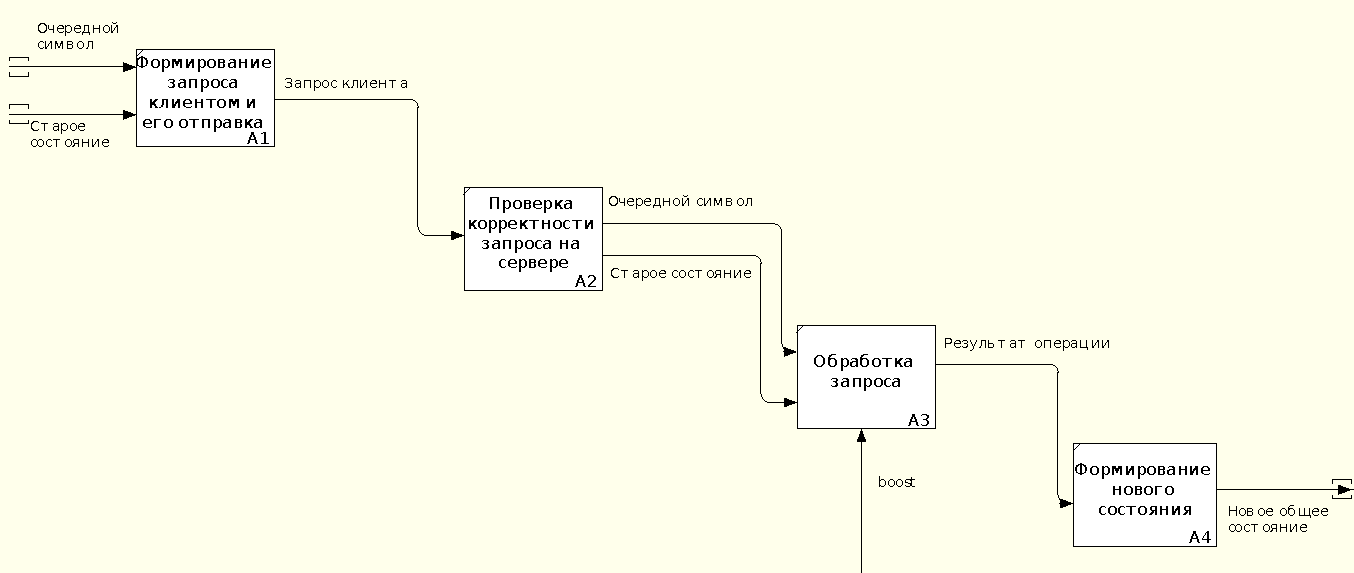 Очередной
символ
Формирование
запроса
клиентом и
его отправка
A1
Старое
состояние
Запрос клиента
Проверка
корректности
запроса на
сервере
A2
Очередной символ
Старое состояние
Обработка
запроса
A3
boost
Результат операции
Формирование
нового
состояния
A4
Новое общее
состояние